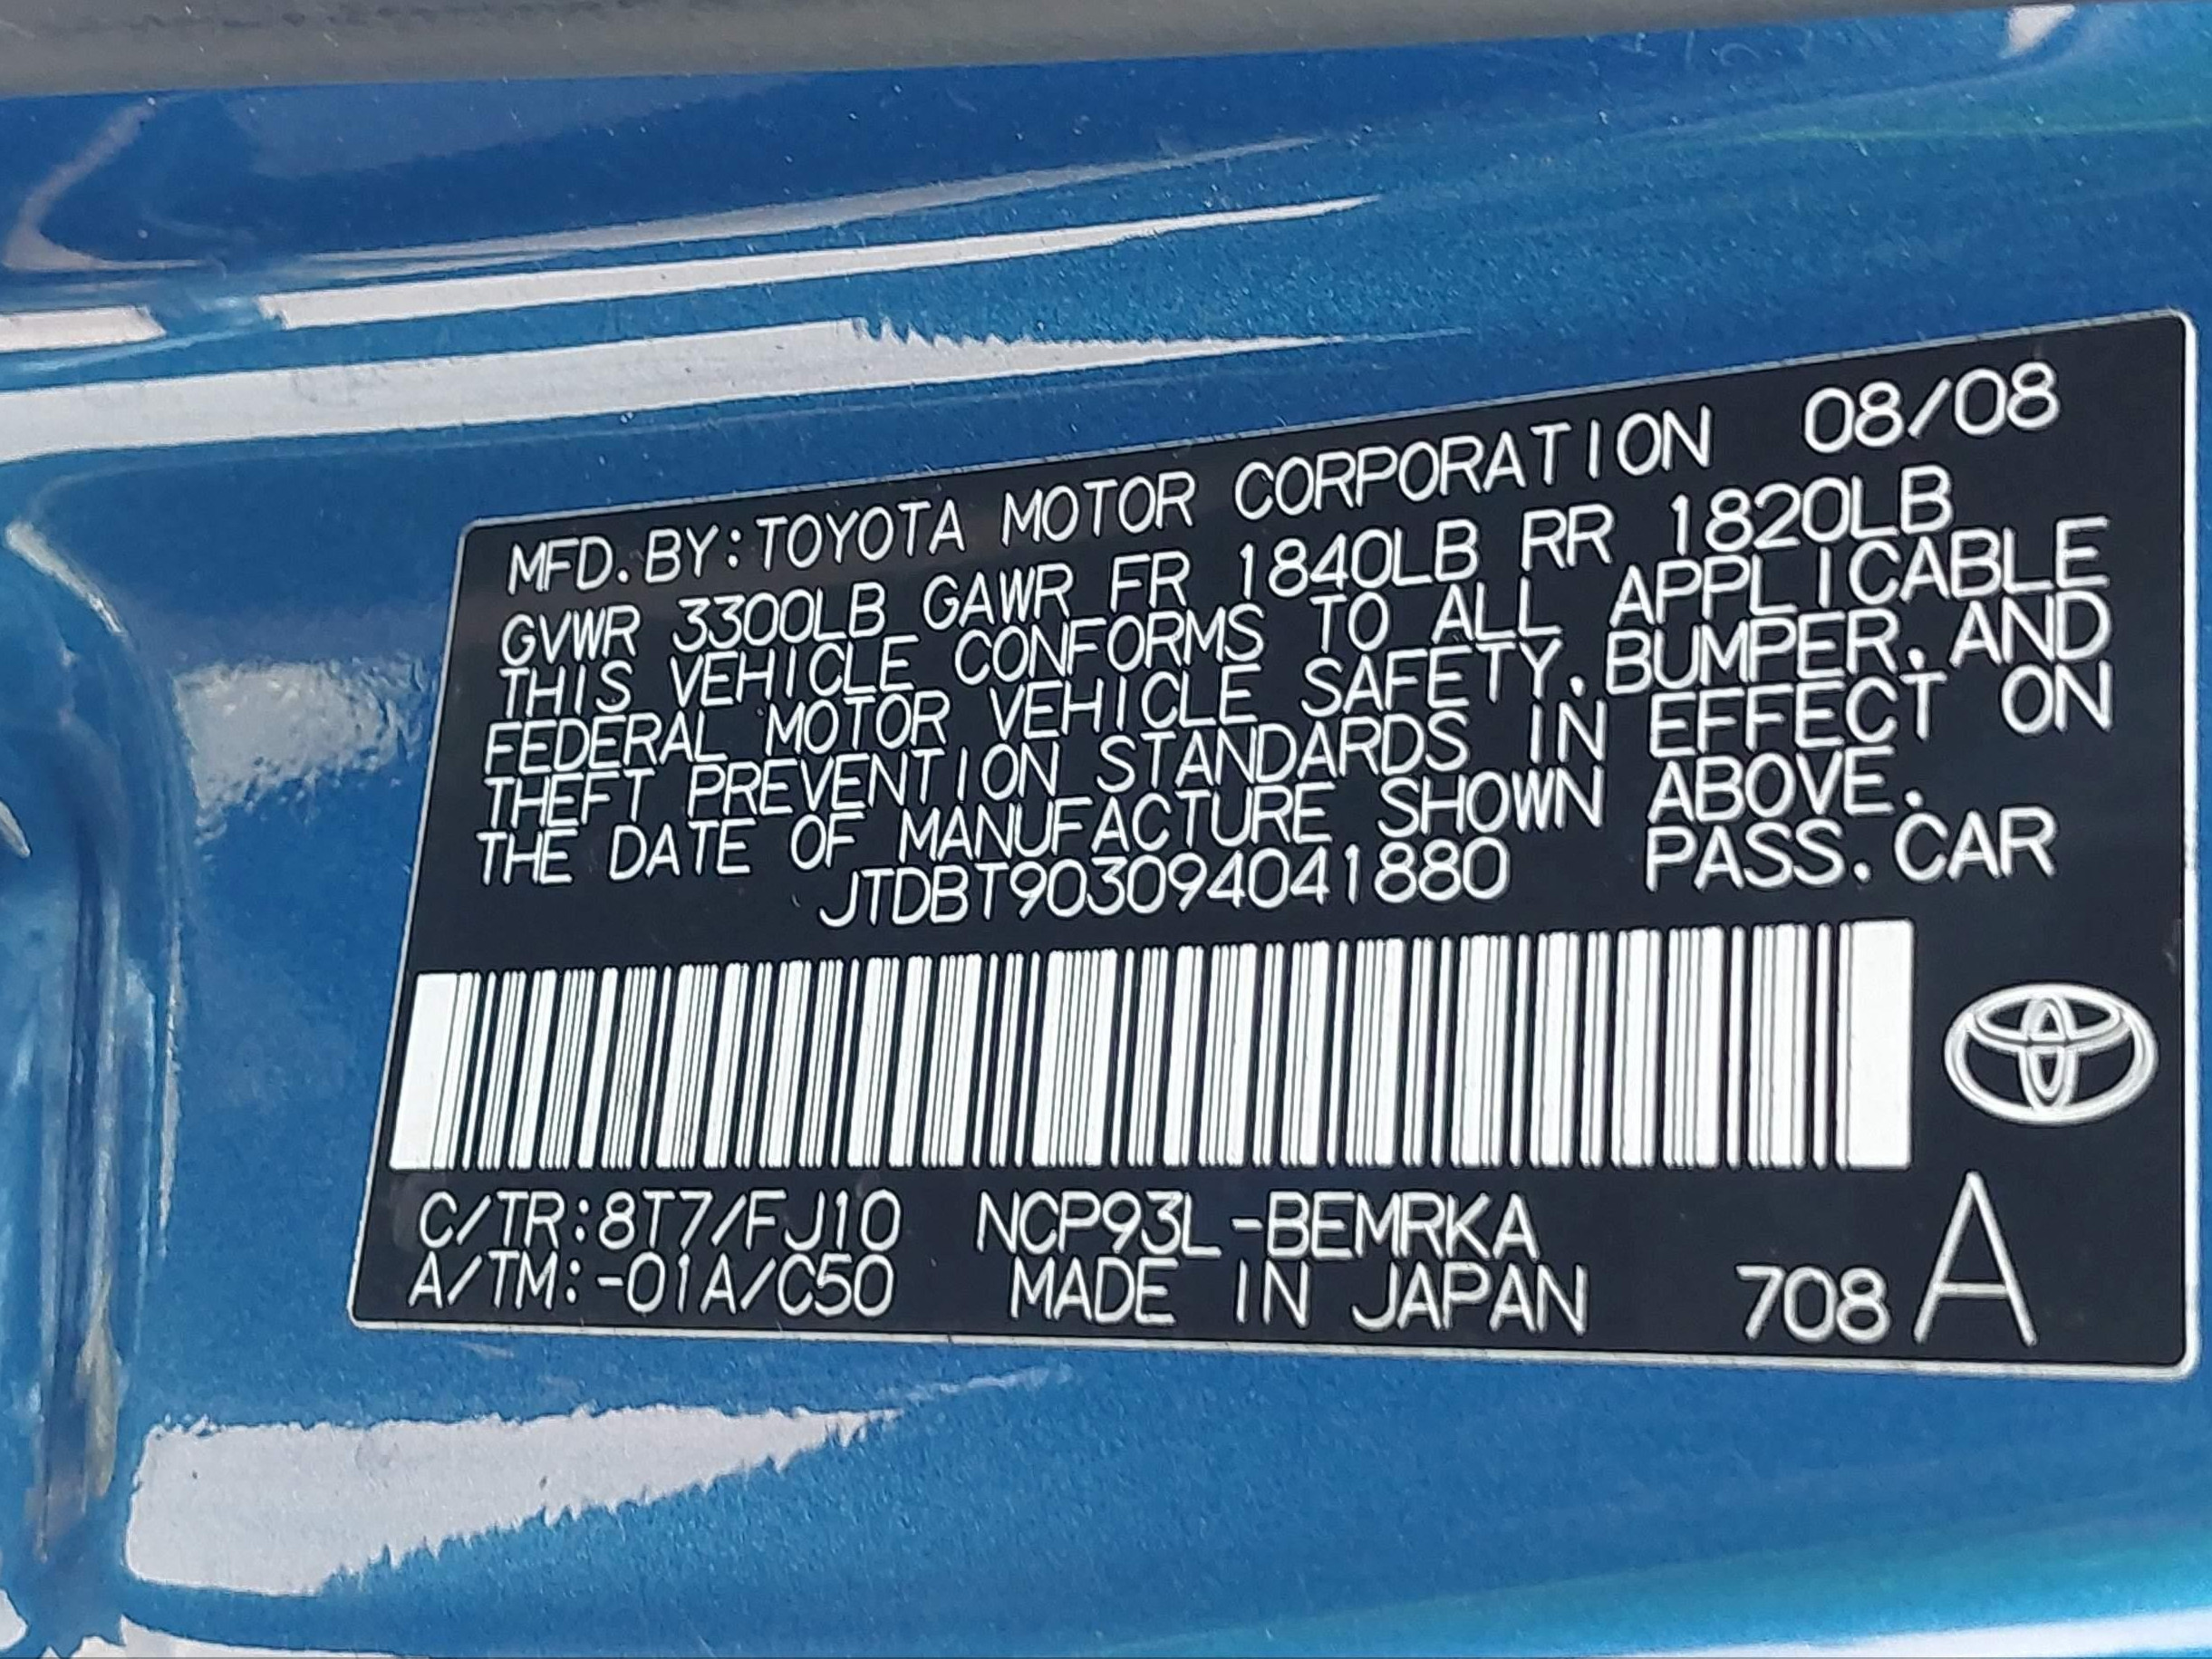 MFD.BY:TOYOTA MOTOR CORPORATION 08/08
GVWR 3300LB GAWR FR 1840LB RR 1820LB
THIS VEHICLE CONFORMS TO ALL APPLICABLE
FEDERAL MOTOR VEHICLE SAFETY,BUMPER,AND
THEFT PREVENTION STANDARDS IN EFFECT ON
THE DATE OF MANUFACTURE SHOWN ABOVE.
JTDBT903094041880 PASS.CAR
C/TR:8T7/FJ10 NCP93L-BEMRKA
A/TM:-01A/C50 MADE IN JAPAN 708 A